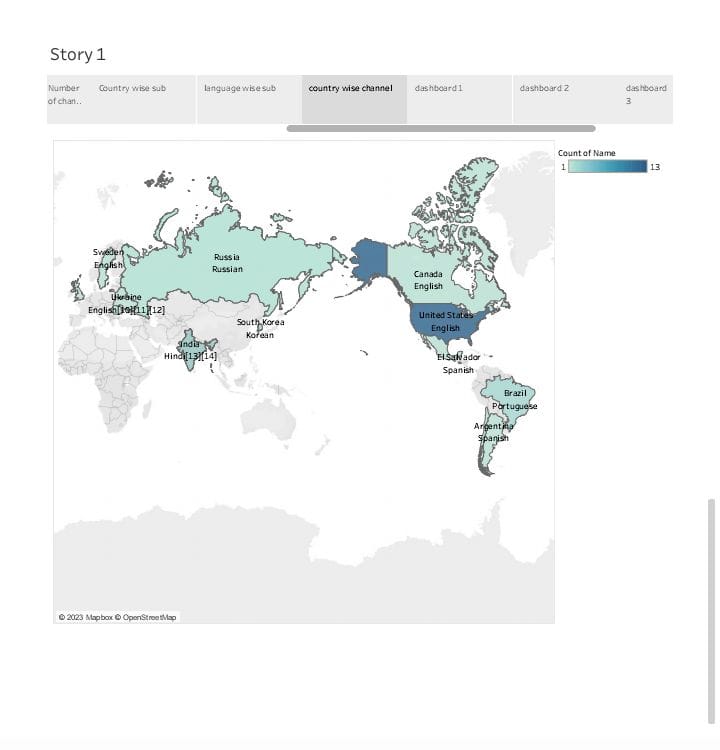 Story 1
Number
of chan..
Country wise sub
language wise sub
country wise channel
dashboard 1
dashboard 2
dashboard
3
Count of Name
1
13
Sweden
English
Russia
Russian
Canada
English
Ukraine
English[10][11][12]
United States
English
South Korea
Korean
India
Hindi[13][14]
El Salvador
Spanish
Brazil
Portuguese
Argentina
Spanish
© 2023 Mapbox © OpenStreetMap